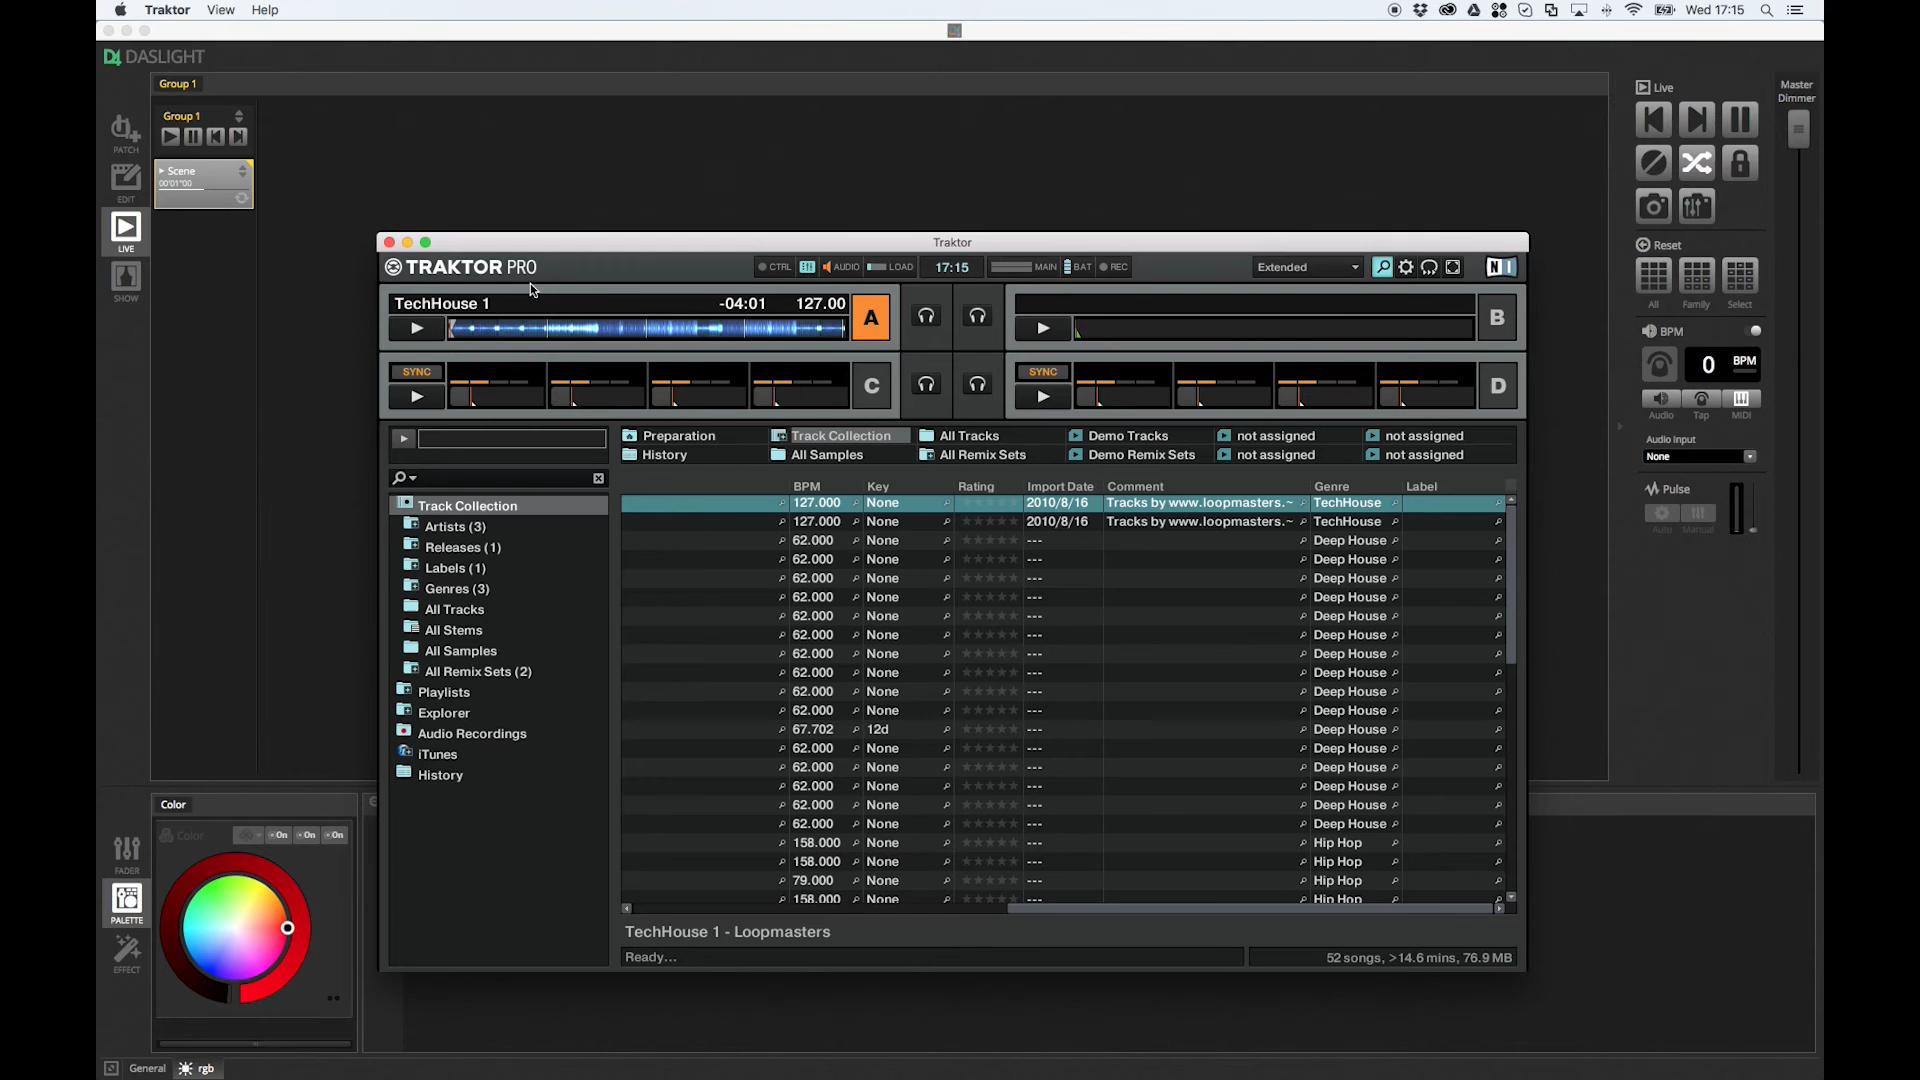 Traktor View Help Wed 17:15
DASLIGHT
Group 1
Group 1
Scene
00'01"00
PATCH
EDIT
LIVE
SHOW
Live
Master
Dimmer
Reset
All Family Select
BPM
0 BPM
Audio Tap MIDI
Audio Input
None
Pulse
Auto Manual
Traktor
TRAKTOR PRO CTRL AUDIO LOAD 17:15 MAIN BAT REC Extended NI
TechHouse 1 -04:01 127.00 A B
SYNC C SYNC D
Preparation Track Collection All Tracks Demo Tracks not assigned not assigned
History All Samples All Remix Sets Demo Remix Sets not assigned not assigned
Track Collection
Artists (3)
Releases (1)
Labels (1)
Genres (3)
All Tracks
All Stems
All Samples
All Remix Sets (2)
Playlists
Explorer
Audio Recordings
iTunes
History
BPM Key Rating Import Date Comment Genre Label
127.000 None 2010/8/16 Tracks by www.loopmasters.~ TechHouse
127.000 None 2010/8/16 Tracks by www.loopmasters.~ TechHouse
62.000 None --- Deep House
62.000 None --- Deep House
62.000 None --- Deep House
62.000 None --- Deep House
62.000 None --- Deep House
62.000 None --- Deep House
62.000 None --- Deep House
62.000 None --- Deep House
62.000 None --- Deep House
62.000 None --- Deep House
67.702 12d --- Deep House
62.000 None --- Deep House
62.000 None --- Deep House
62.000 None --- Deep House
62.000 None --- Deep House
62.000 None --- Deep House
158.000 None --- Hip Hop
158.000 None --- Hip Hop
79.000 None --- Hip Hop
158.000 None --- Hip Hop
TechHouse 1 - Loopmasters
Ready... 52 songs, >14.6 mins, 76.9 MB
Color
Color On On On
FADER
PALETTE
EFFECT
General rgb